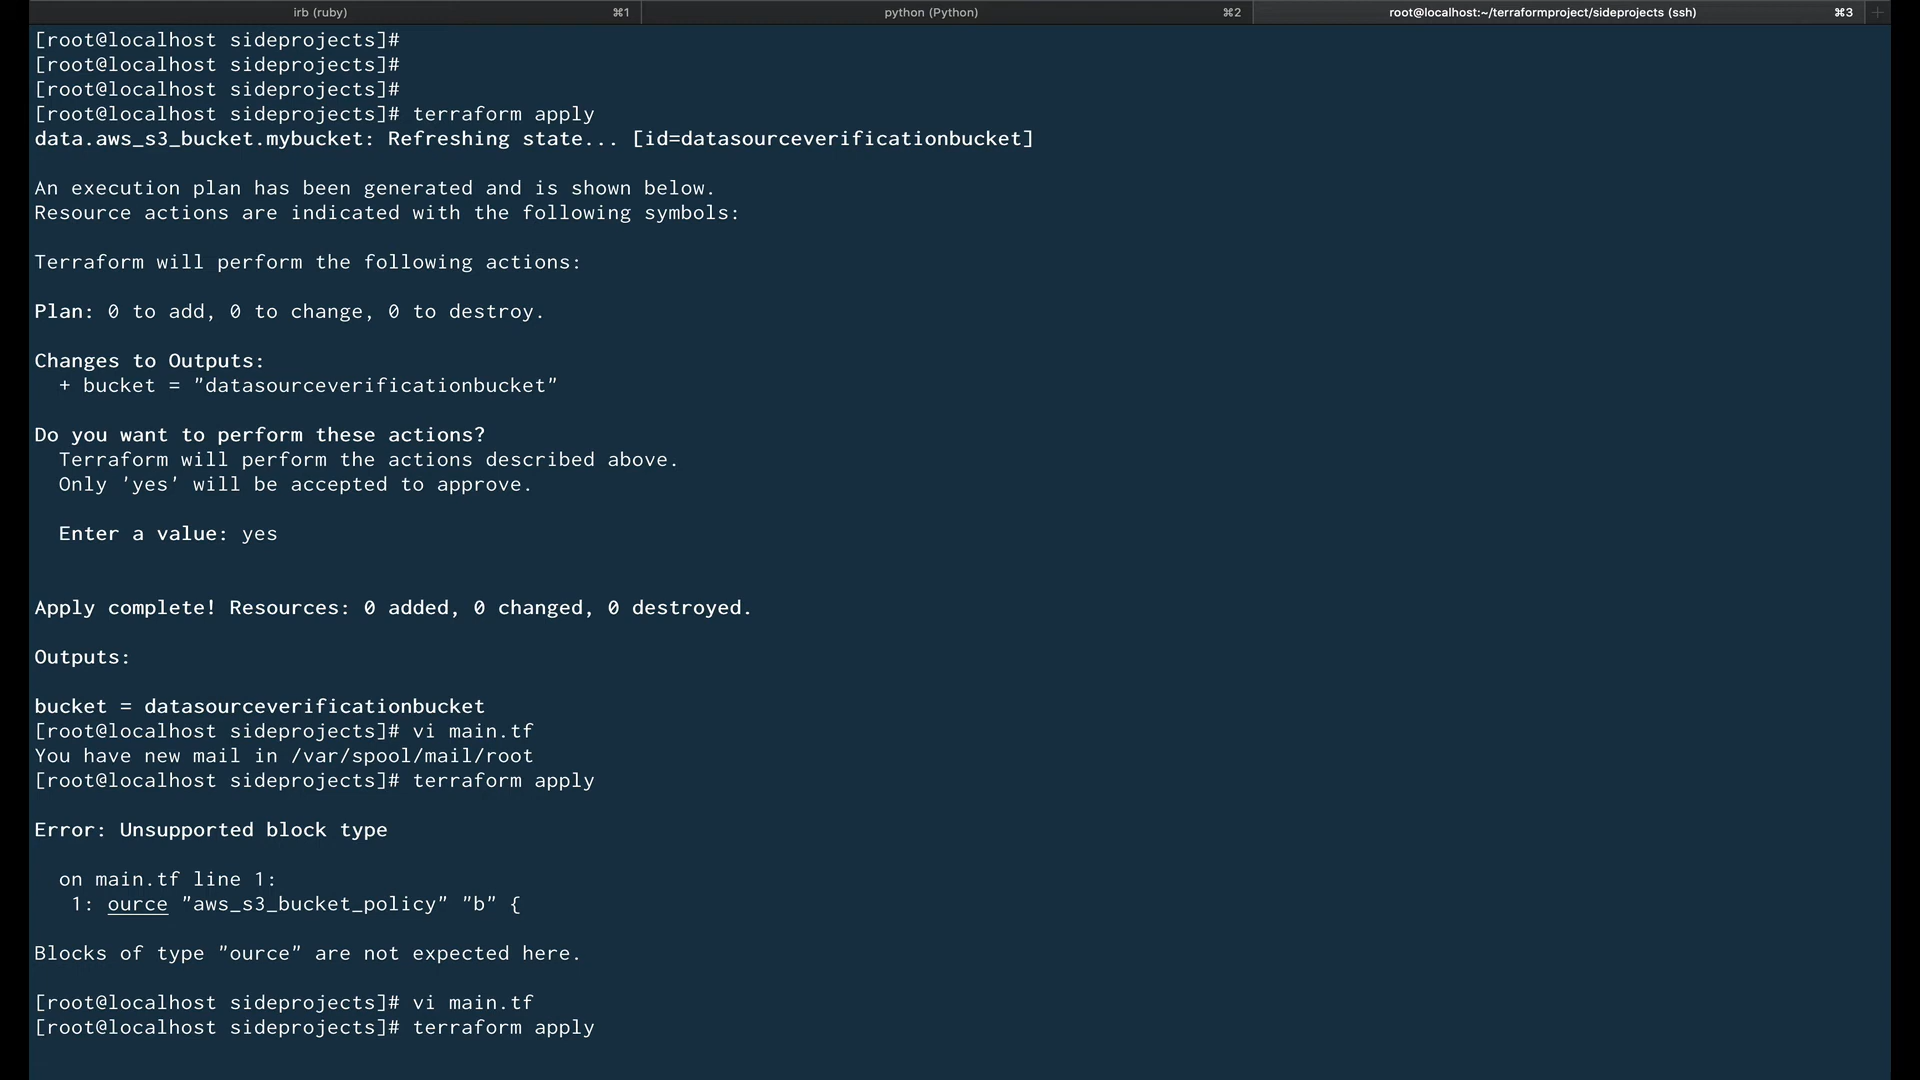 irb (ruby) ⌘1 python (Python) ⌘2 root@localhost:~/terraformproject/sideprojects (ssh) ⌘3 +
[root@localhost sideprojects]#
[root@localhost sideprojects]#
[root@localhost sideprojects]#
[root@localhost sideprojects]# terraform apply
data.aws_s3_bucket.mybucket: Refreshing state... [id=datasourceverificationbucket]
An execution plan has been generated and is shown below.
Resource actions are indicated with the following symbols:
Terraform will perform the following actions:
Plan: 0 to add, 0 to change, 0 to destroy.
Changes to Outputs:
+ bucket = "datasourceverificationbucket"
Do you want to perform these actions?
Terraform will perform the actions described above.
Only 'yes' will be accepted to approve.
Enter a value: yes
Apply complete! Resources: 0 added, 0 changed, 0 destroyed.
Outputs:
bucket = datasourceverificationbucket
[root@localhost sideprojects]# vi main.tf
You have new mail in /var/spool/mail/root
[root@localhost sideprojects]# terraform apply
Error: Unsupported block type
on main.tf line 1:
1: ource "aws_s3_bucket_policy" "b" {
Blocks of type "ource" are not expected here.
[root@localhost sideprojects]# vi main.tf
[root@localhost sideprojects]# terraform apply